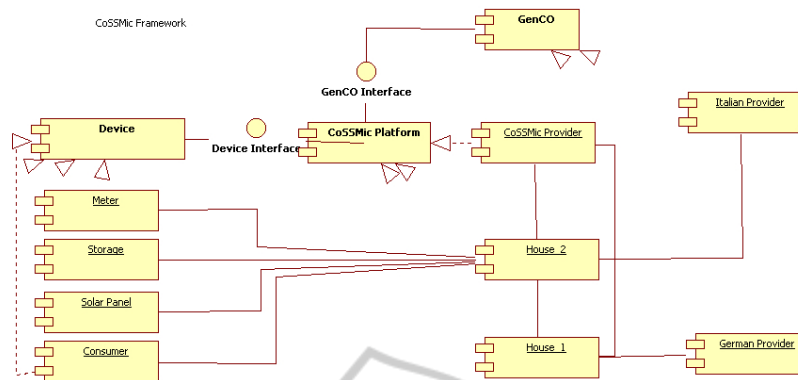 GenCO
CoSSMic Framework
GenCO Interface
Italian Provider
Device
CoSSMic Platform
CoSSMic Provider
Device Interface
Meter
Storage
House_2
Solar Panel
Consumer
House_1
German Provider